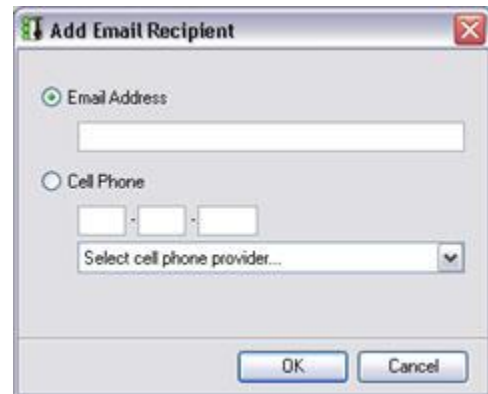 Add Email Recipient
Email Address
Cell Phone
- -
Select cell phone provider...
OK Cancel